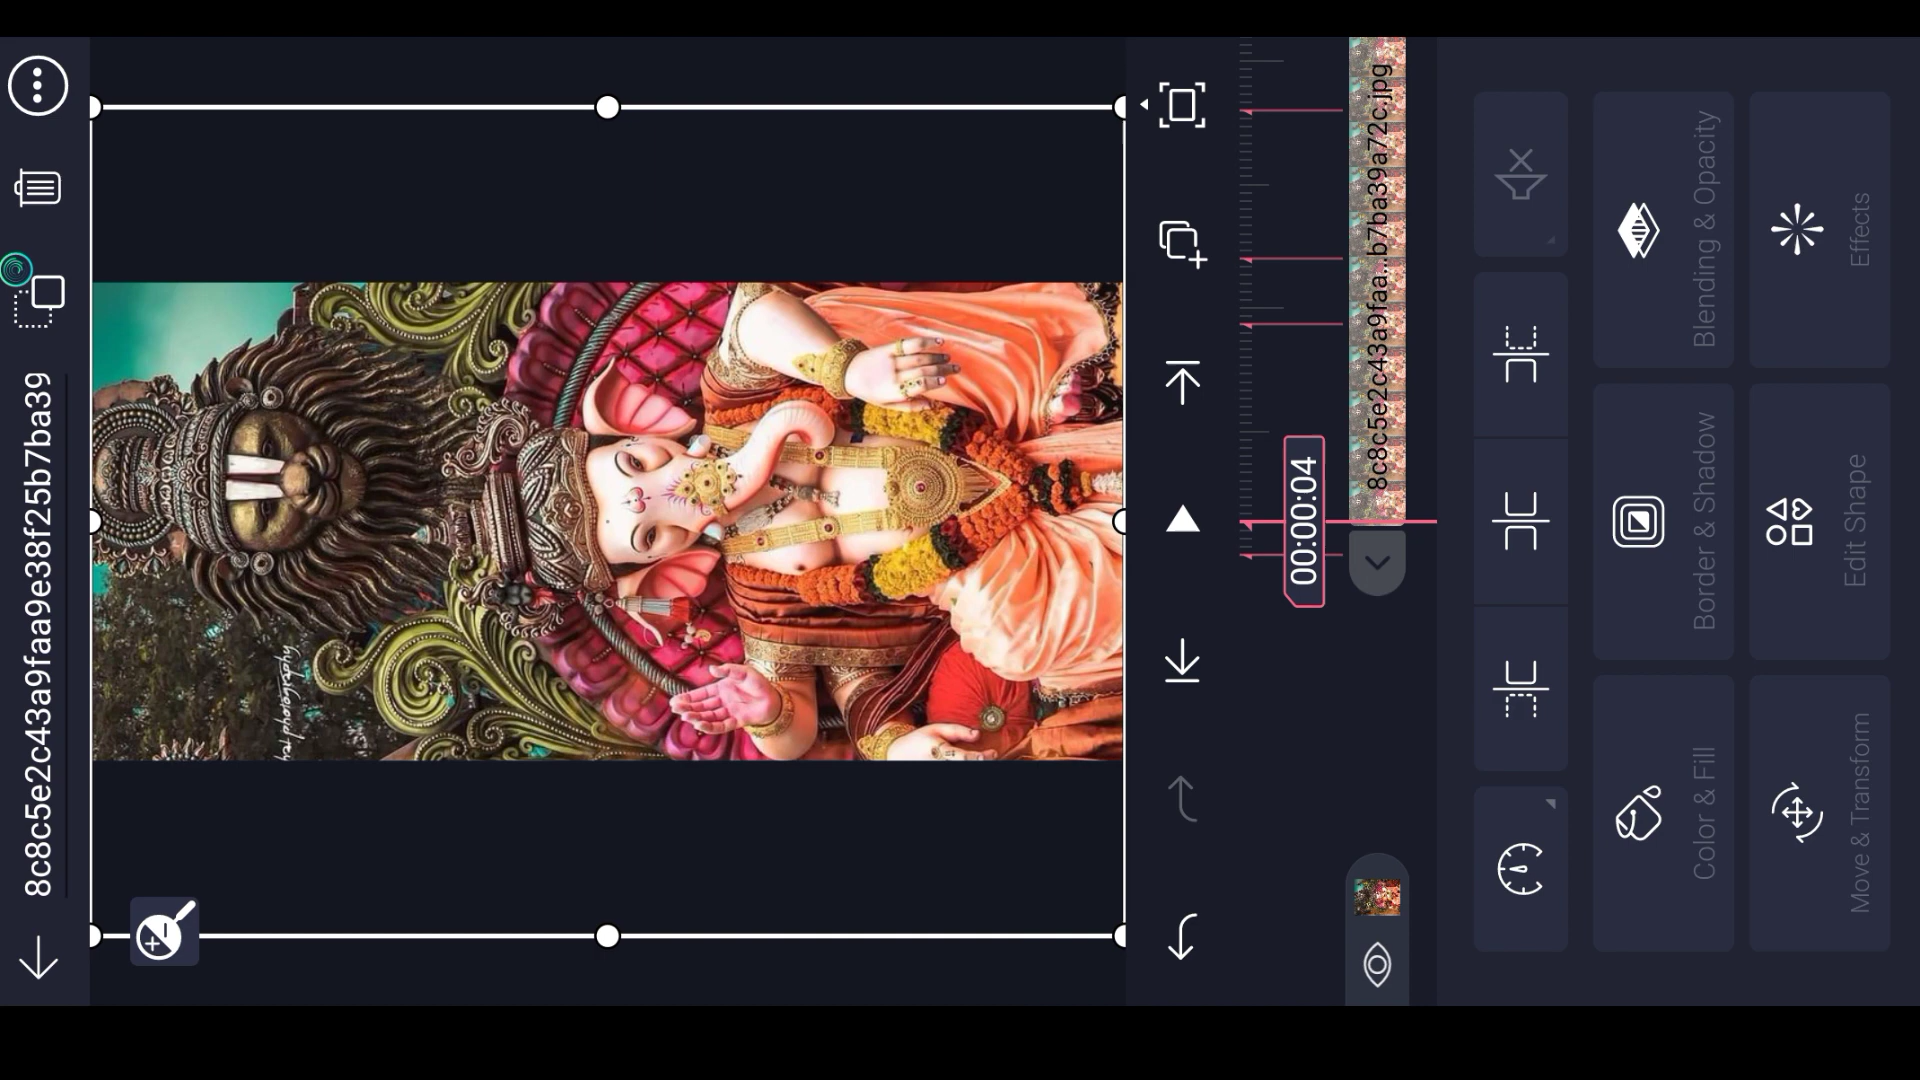 8c8c5e2c43a9faa9e38f25b7ba39
00:00:04
8c8c5e2c43a9faa...b7ba39a72c.jpg
Color & Fill
Border & Shadow
Blending & Opacity
Move & Transform
Edit Shape
Effects